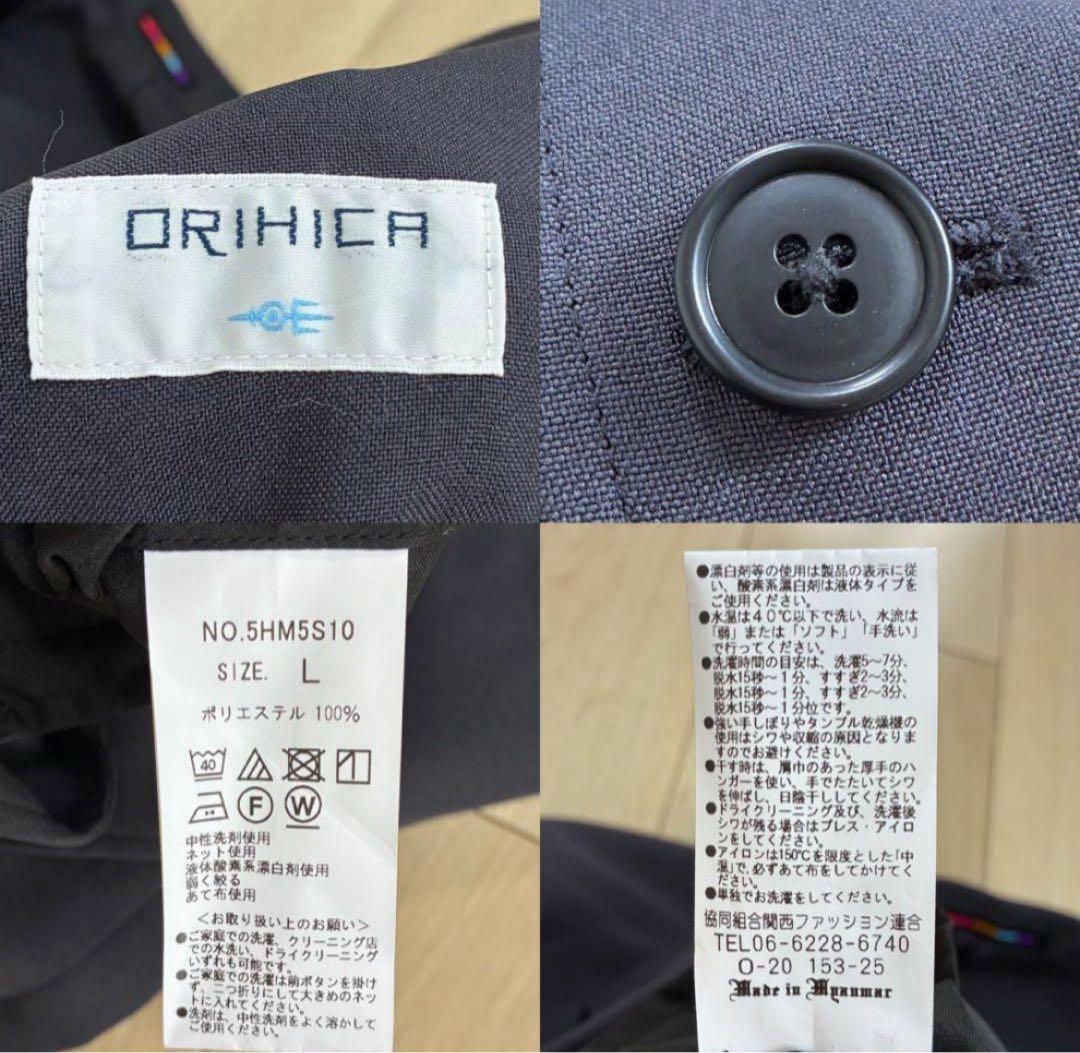 ORIHICA
NO.5HM5S10
SIZE. L
ポリエステル 100%
40
F W
中性洗剤使用
ネット使用
液体酸素系漂白剤使用
弱く絞る
あて布使用
<お取り扱い上のお願い>
●ご家庭での洗濯、クリーニング店
での水洗い、ドライクリーニング
いずれも可能です。
●ご家庭での洗濯は前ボタンを掛け
ず、二つ折りにして大きめのネッ
トに入れてください。
●洗剤は、中性洗剤をよく溶かして
ご使用ください。
●漂白剤等の使用は製品の表示に従
い、酸素系漂白剤は液体タイプを
ご使用ください。
●水温は40℃以下で洗い、水流は
「弱」または「ソフト」「手洗い」
で行ってください。
●洗濯時間の目安は、洗濯5~7分、
脱水15秒~1分、すすぎ2~3分、
脱水15秒~1分、すすぎ2~3分、
脱水15秒~1分位です。
●強い手しぼりやタンブル乾燥機の
使用はシワや収縮の原因となりま
すのでお避けください。
●干す時は、肩巾のあった厚手のハ
ンガーを使い、手でたたいてシワ
を伸ばし、日陰干ししてください。
●ドライクリーニング及び、洗濯後
シワが残る場合はプレス・アイロ
ンをしてください。
●アイロンは150℃を限度とした「中
温」で、必ずあて布をしてかけてく
ださい。
●単独でお洗濯をしてください。
協同組合関西ファッション連合
TEL06-6228-6740
O-20 153-25
Made in Myanmar